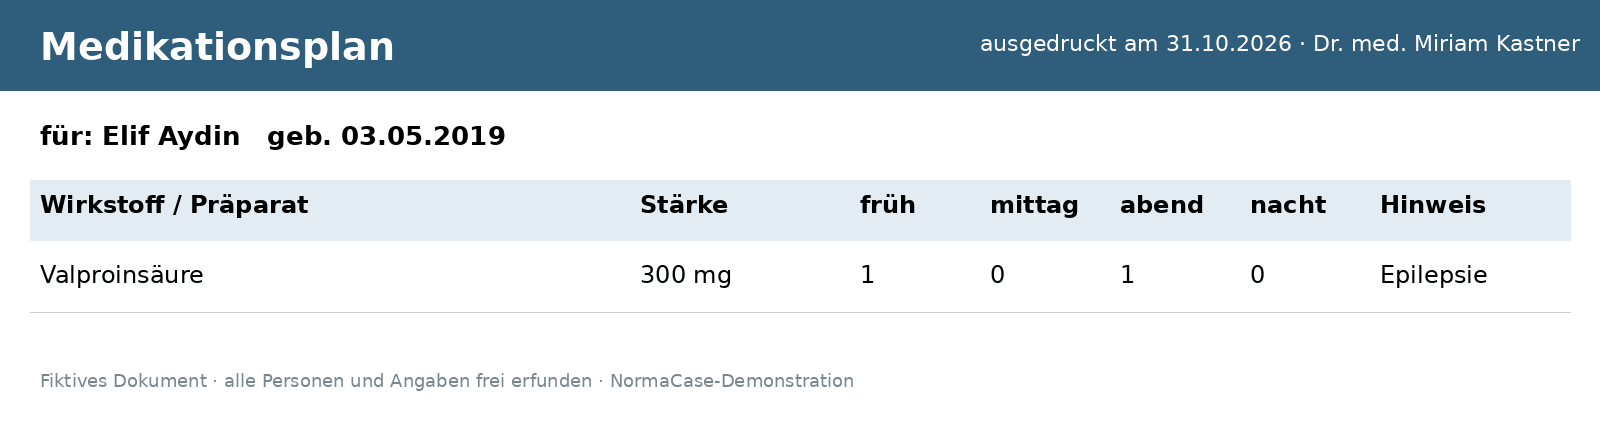 Medikationsplan
ausgedruckt am 31.10.2026 · Dr. med. Miriam Kastner
für: Elif Aydin geb. 03.05.2019
Wirkstoff / Präparat Stärke früh mittag abend nacht Hinweis
Valproinsäure 300 mg 1 0 1 0 Epilepsie
Fiktives Dokument · alle Personen und Angaben frei erfunden · NormaCase-Demonstration